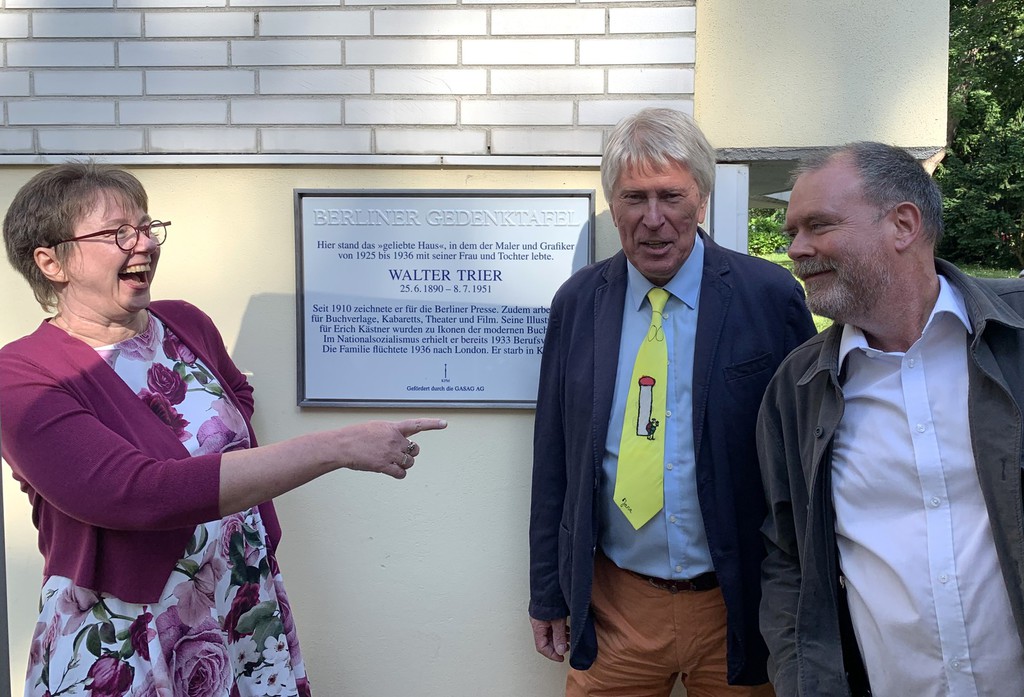 BERLINER GEDENKTAFEL
Hier stand das »geliebte Haus«, in dem der Maler und Grafiker
von 1925 bis 1936 mit seiner Frau und Tochter lebte.
WALTER TRIER
25. 6. 1890 – 8. 7. 1951
Seit 1910 zeichnete er für die Berliner Presse. Zudem arbe
für Buchverlage, Kabaretts, Theater und Film. Seine Illustr
für Erich Kästner wurden zu Ikonen der modernen Buch
Im Nationalsozialismus erhielt er bereits 1933 Berufsv
Die Familie flüchtete 1936 nach London. Er starb in K
KPM
Gefördert durch die GASAG AG